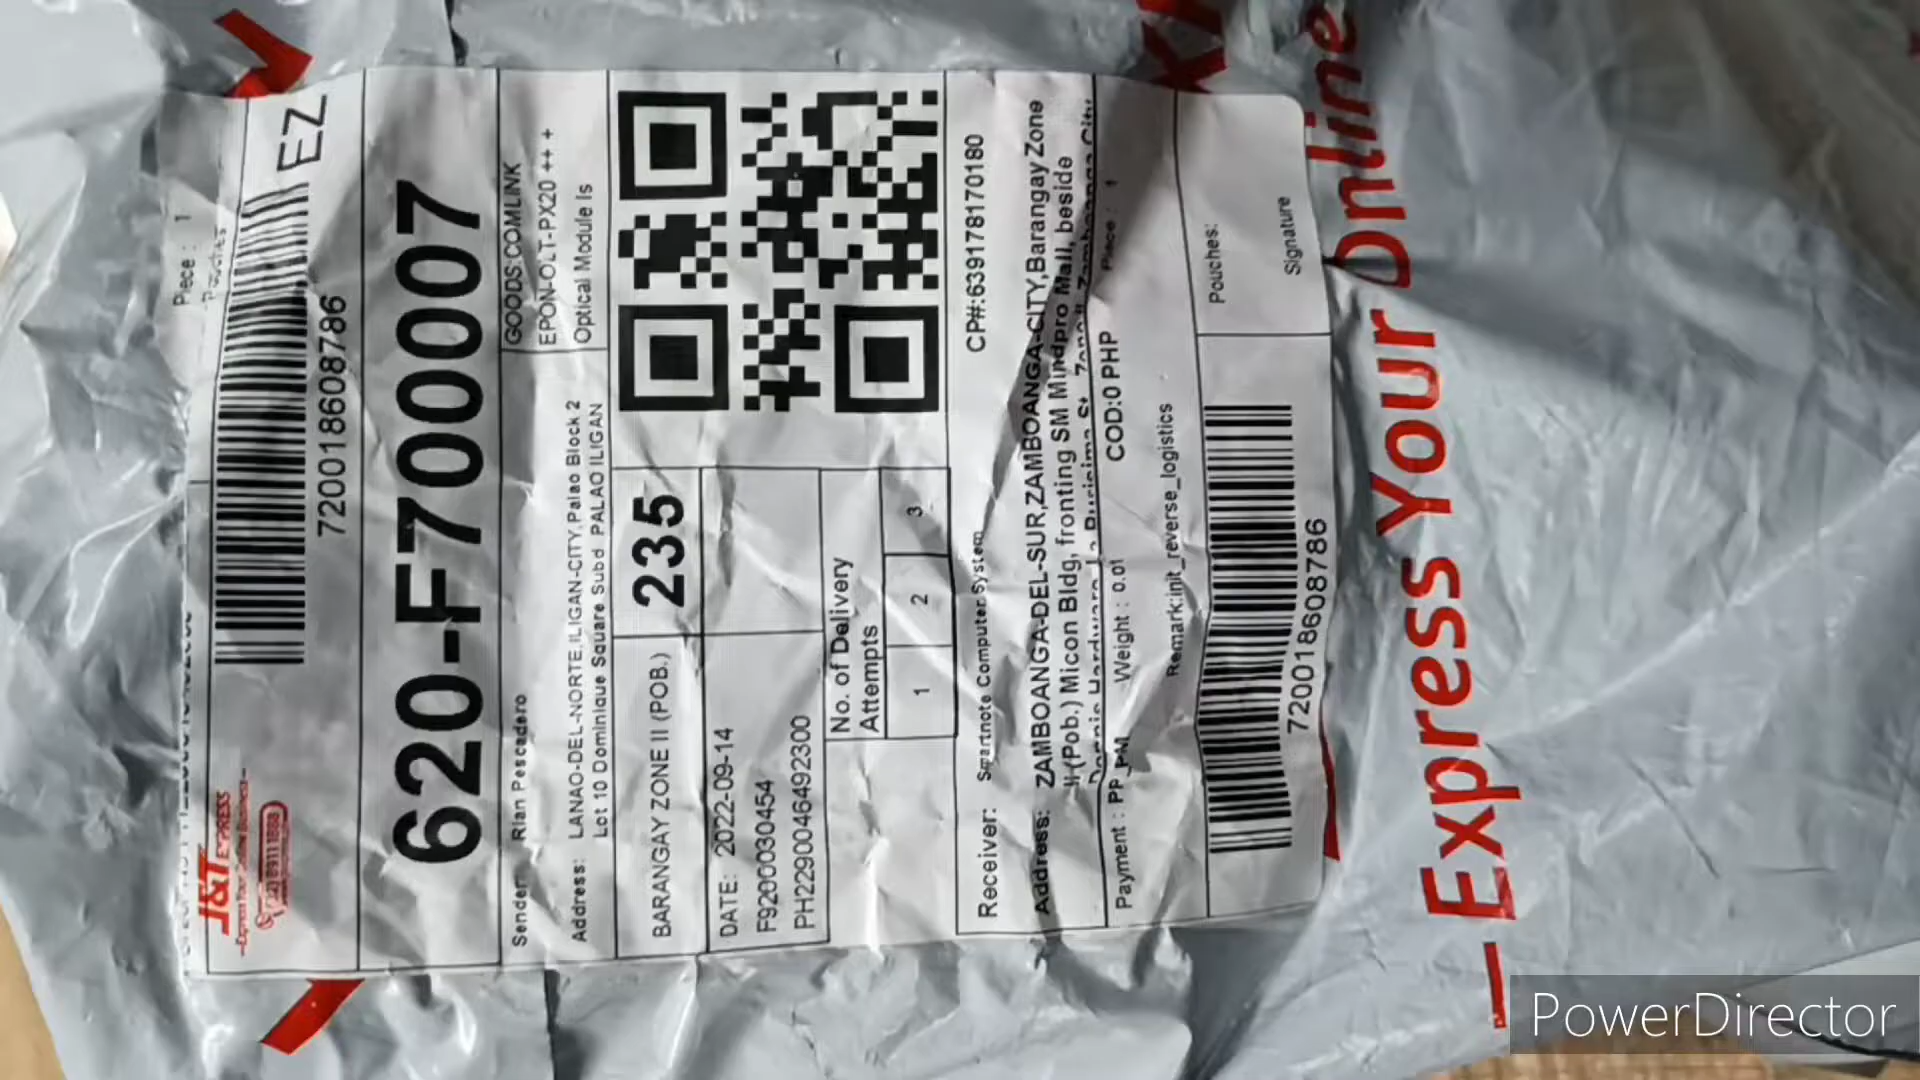 Piece : 1
J&T EXPRESS
EZ
720018608786
620-F700007
Sender: Rian Pescadero
Address: LANAO-DEL-NORTE,ILIGAN-CITY,Palao Block 2
Lot 10 Dominique Square Subd PALAO ILIGAN
GOODS:COMLINK
EPON-OLT-PX20 +++
Optical Module Is
BARANGAY ZONE II (POB.)
235
DATE: 2022-09-14
F9200030454
PH229004649230O
No. of Delivery
Attempts
1 2 3
Receiver: Smartnote Computer System
CP#:639178170180
Address: ZAMBOANGA-DEL-SUR,ZAMBOANGA-CITY,Barangay Zone
II (Pob.) Micon Bldg, fronting SM Mindpro Mall, beside
Payment : PP_PM Weight : 0.01 COD:0 PHP Piece : 1
Remark:init_reverse_logistics
720018608786
Pouches:
Signature
Express Your Online
PowerDirector